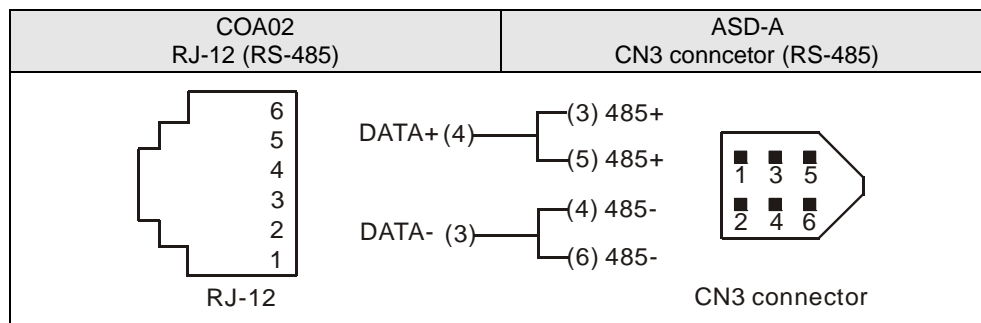 COA02
RJ-12 (RS-485)
ASD-A
CN3 conncetor (RS-485)
6
5
4
3
2
1
RJ-12
DATA+ (4)
(3) 485+
(5) 485+
DATA- (3)
(4) 485-
(6) 485-
1 3 5
2 4 6
CN3 connector